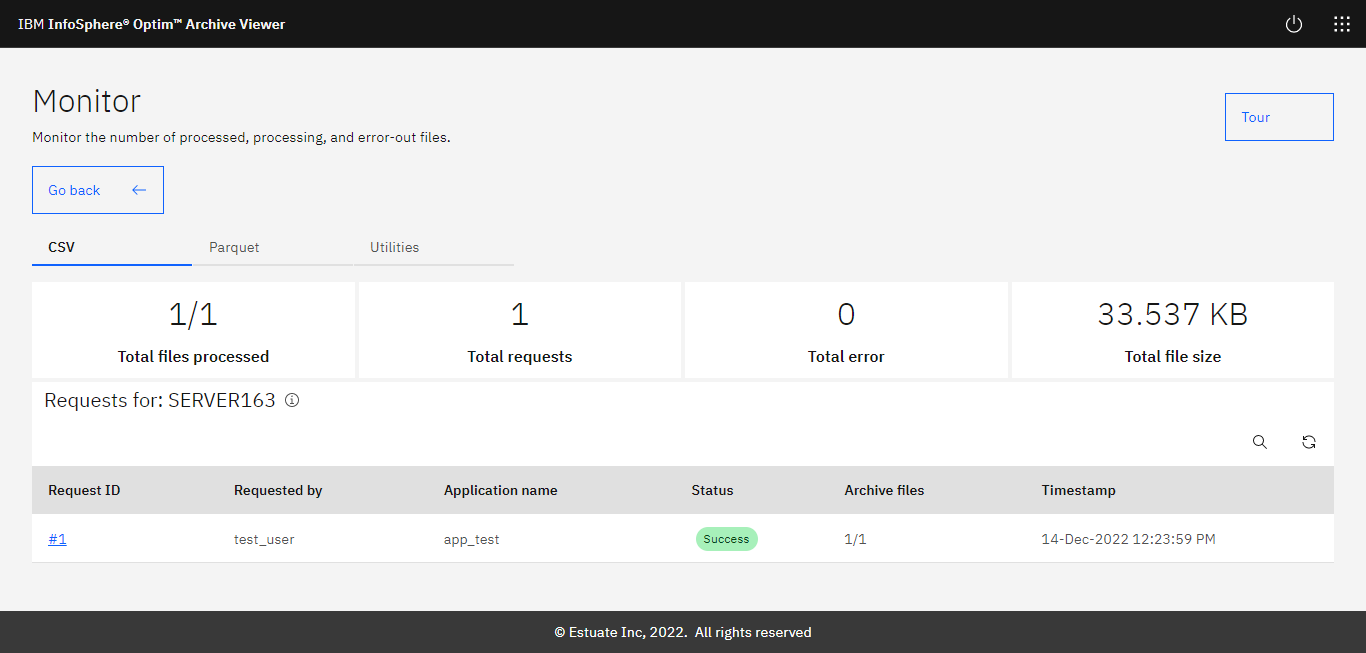 IBM InfoSphere® Optim™ Archive Viewer
Monitor
Monitor the number of processed, processing, and error-out files.
Tour
Go back
CSV Parquet Utilities
1/1 1 0 33.537 KB
Total files processed Total requests Total error Total file size
Requests for: SERVER163
Request ID Requested by Application name Status Archive files Timestamp
#1 test_user app_test Success 1/1 14-Dec-2022 12:23:59 PM
© Estuate Inc, 2022. All rights reserved